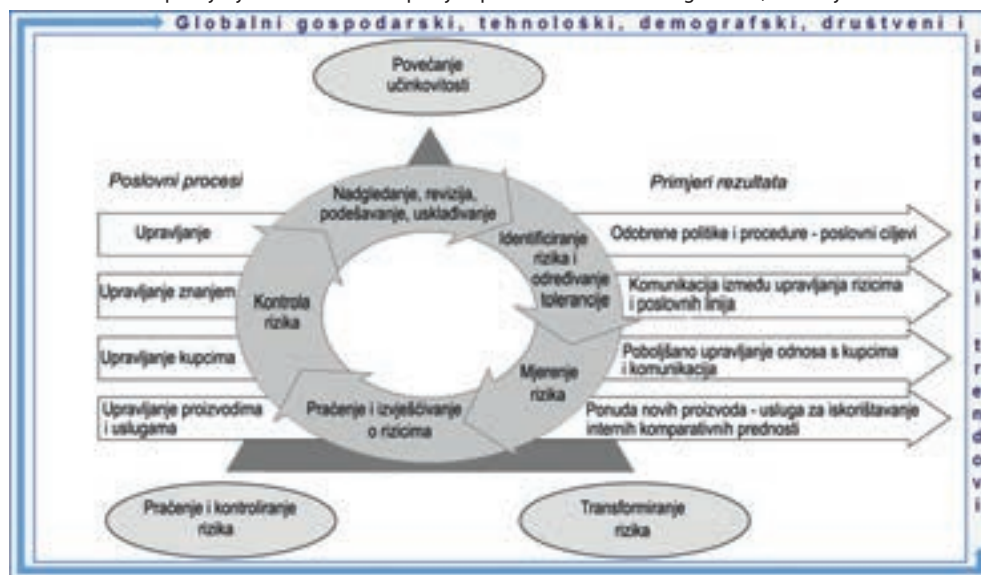 Globalni gospodarski, tehnološki, demografski, društveni i
industrijski trendovi
Povećanje
učinkovitosti
Poslovni procesi
Primjeri rezultata
Nadgledanje, revizija,
podešavanje, usklađivanje
Upravljanje
Identificiranje
rizika i
određivanje
tolerancije
Odobrene politike i procedure - poslovni ciljevi
Upravljanje znanjem
Kontrola
rizika
Komunikacija između upravljanja rizicima
i poslovnih linija
Upravljanje kupcima
Mjerenje
rizika
Poboljšano upravljanje odnosa s kupcima
i komunikacija
Upravljanje proizvodima
i uslugama
Praćenje i izvješćivanje
o rizicima
Ponuda novih proizvoda - usluga za iskorištavanje
internih komparativnih prednosti
Praćenje i kontroliranje
rizika
Transformiranje
rizika